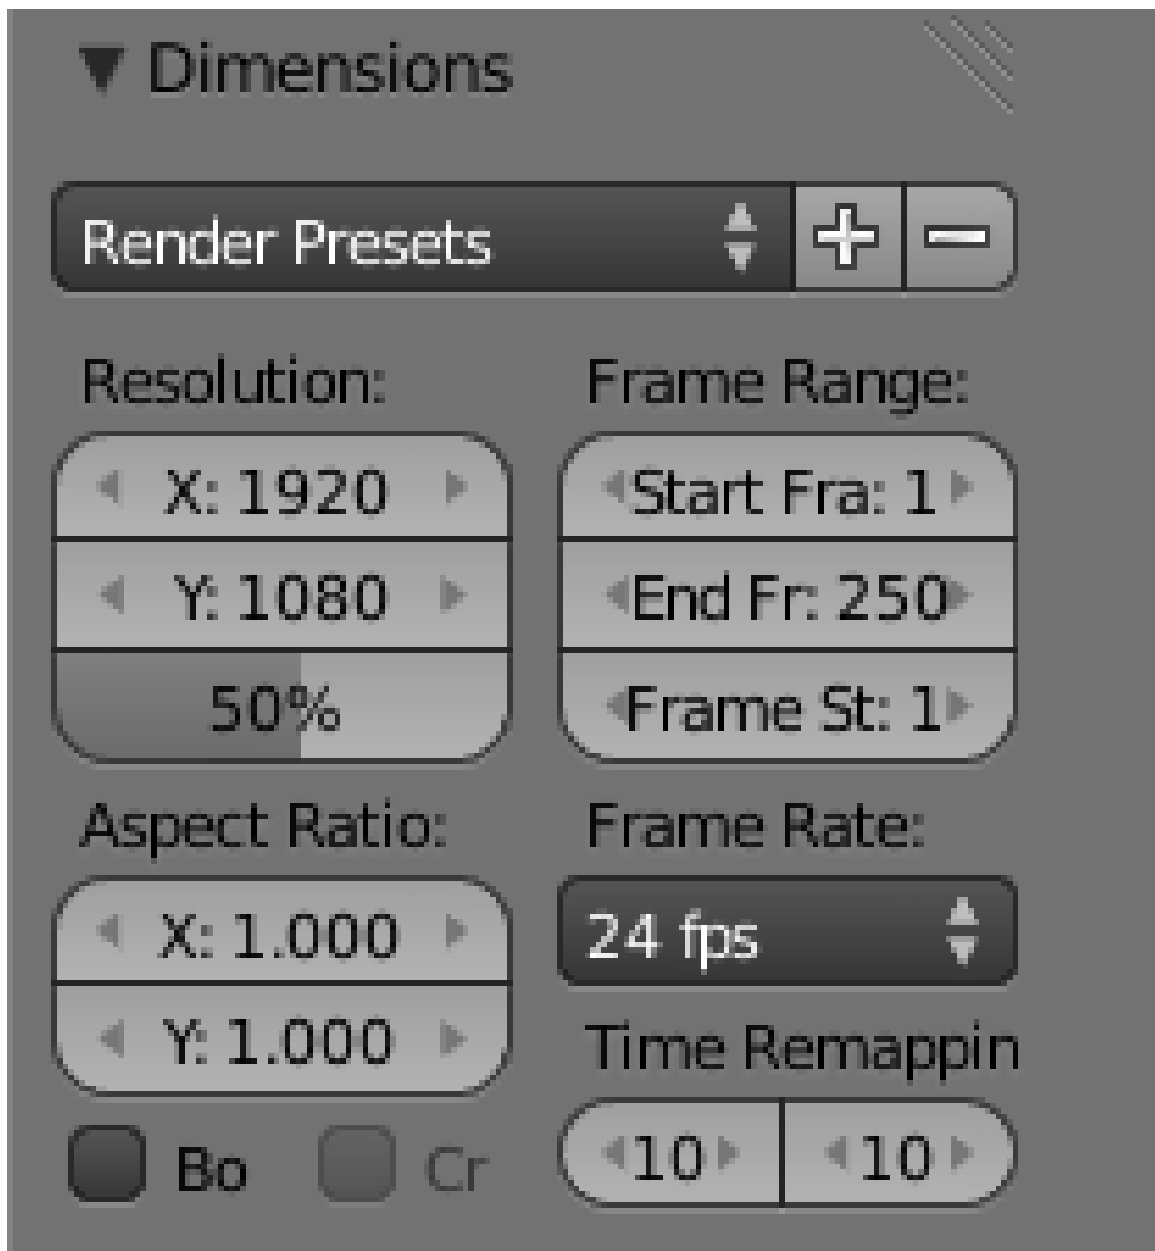 Dimensions
Render Presets
Resolution:
X: 1920
Y: 1080
50%
Frame Range:
Start Fra: 1
End Fr: 250
Frame St: 1
Aspect Ratio:
X: 1.000
Y: 1.000
Bo
Cr
Frame Rate:
24 fps
Time Remappin
10
10